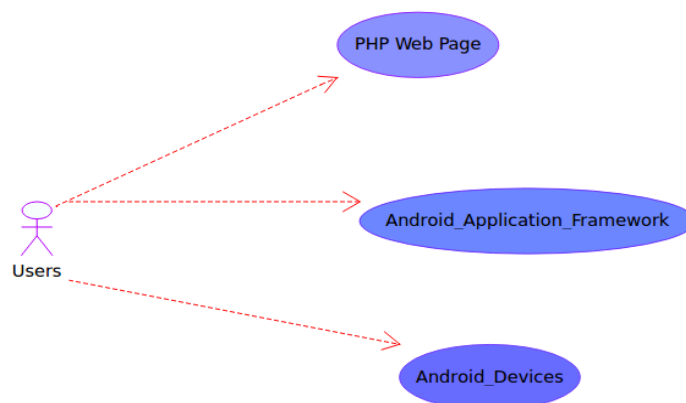 PHP Web Page
Android_Application_Framework
Users
Android_Devices